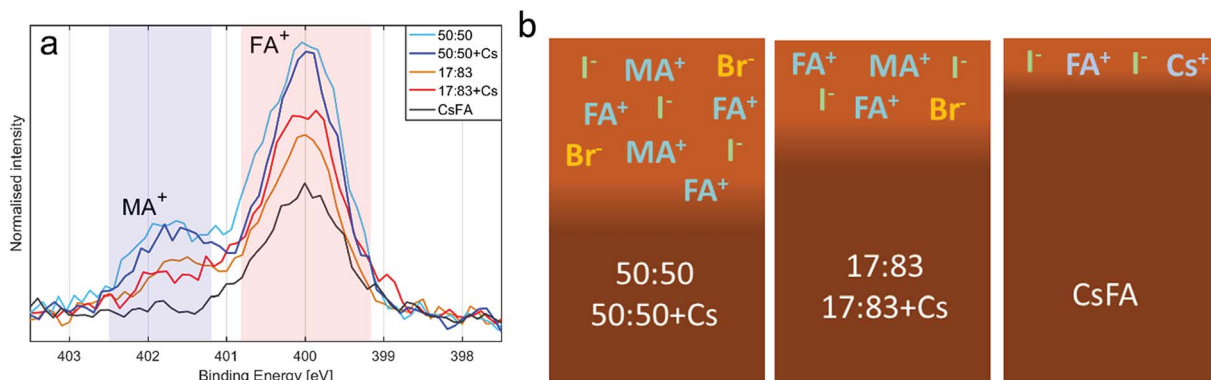 a
MA⁺
FA⁺
50:50
50:50+Cs
17:83
17:83+Cs
CsFA
Normalised intensity
403 402 401 400 399 398
Binding Energy [eV]
b
I⁻ MA⁺ Br⁻
FA⁺ I⁻ FA⁺
Br⁻ MA⁺ I⁻
FA⁺
50:50
50:50+Cs
FA⁺ MA⁺ I⁻
I⁻ FA⁺ Br⁻
17:83
17:83+Cs
I⁻ FA⁺ I⁻ Cs⁺
CsFA